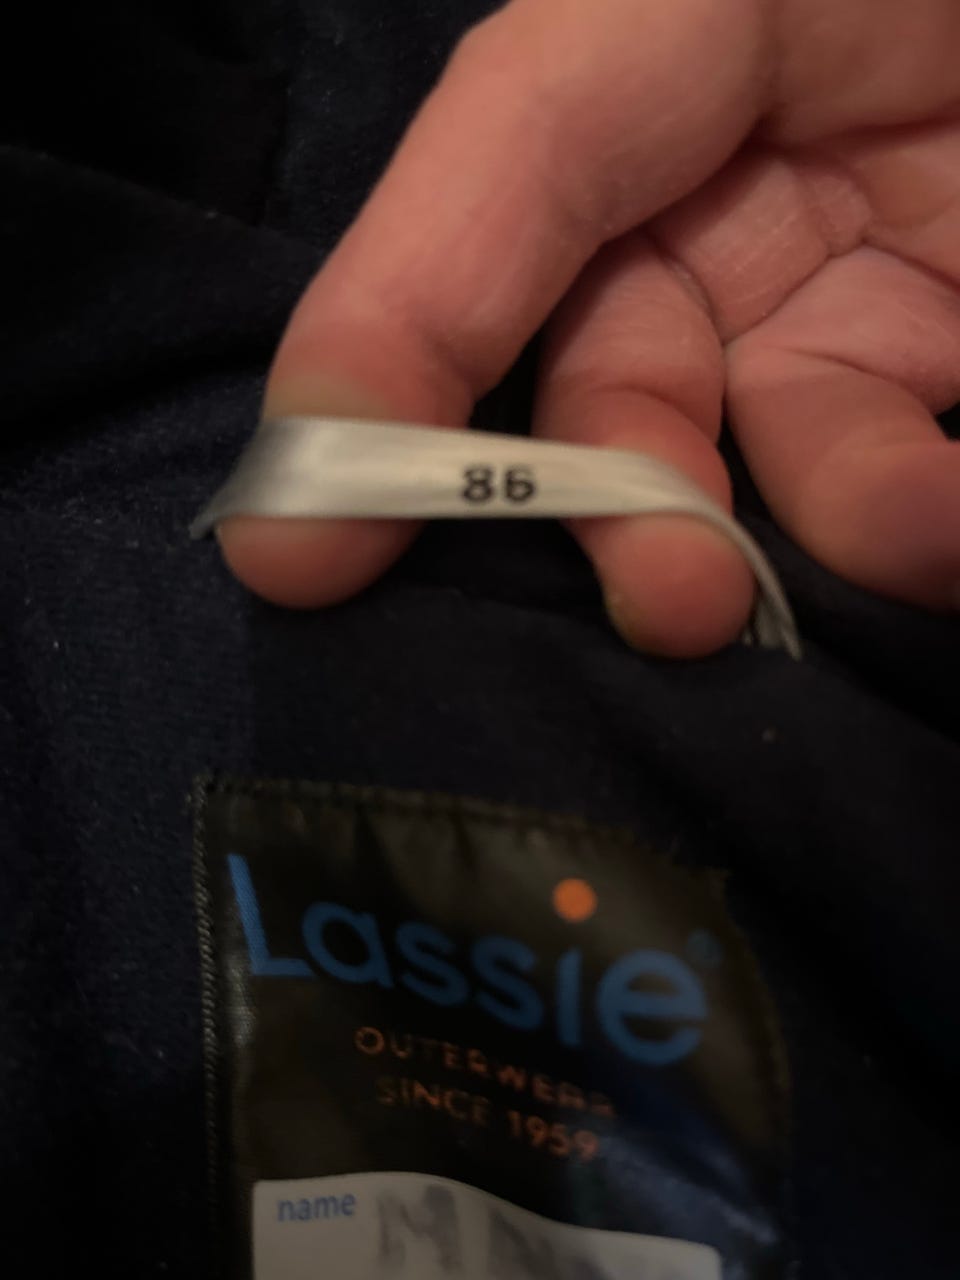 86
Lassie®
OUTERWEAR
SINCE 1959
name